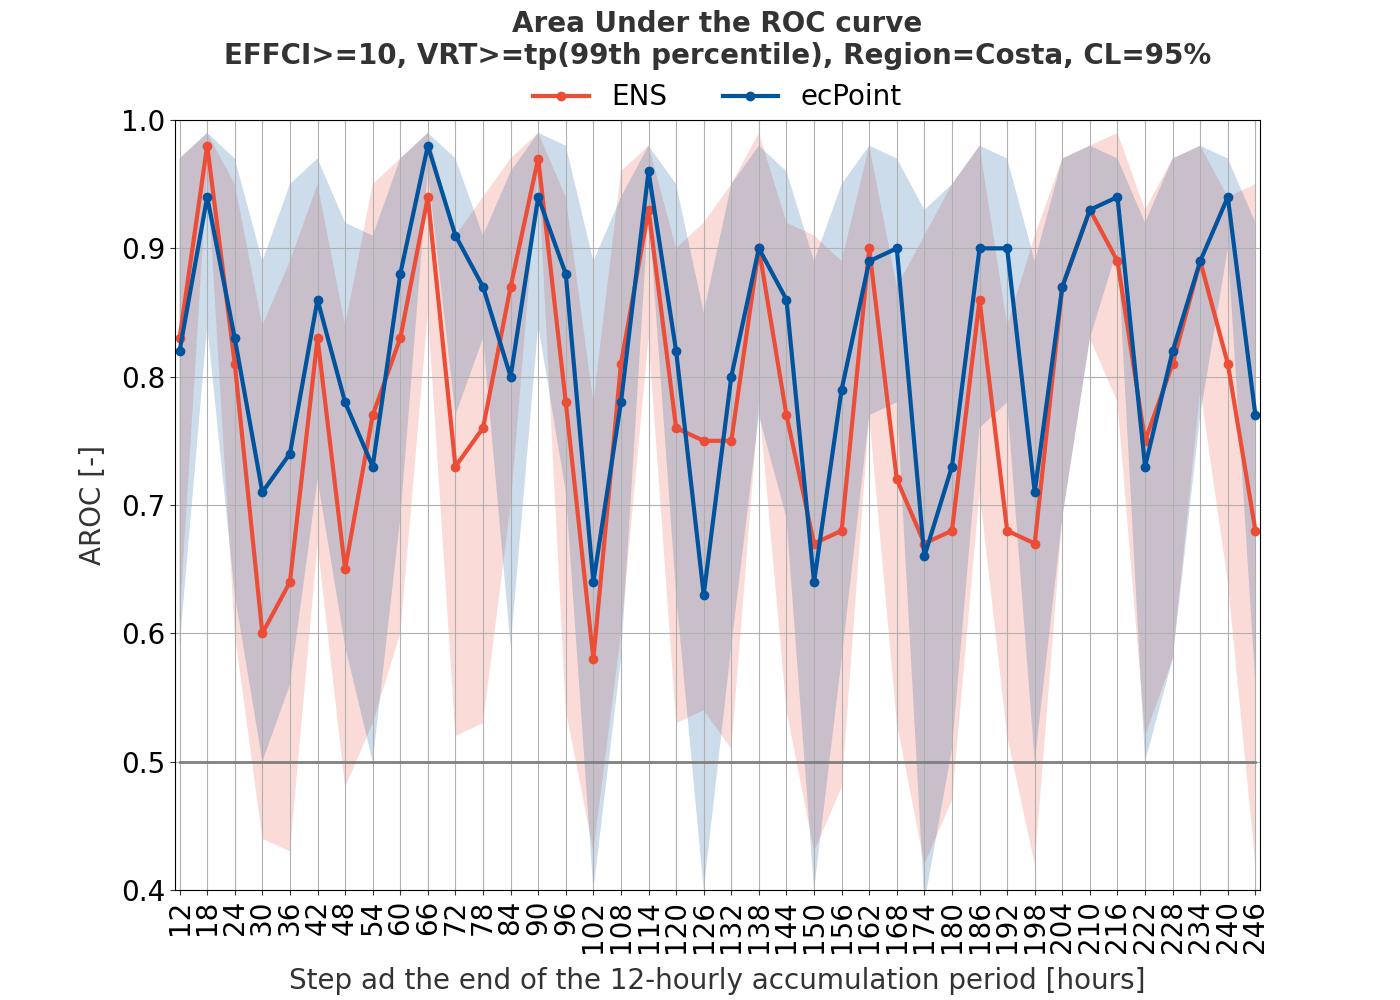 Area Under the ROC curve
EFFCI>=10, VRT>=tp(99th percentile), Region=Costa, CL=95%
ENS ecPoint
1.0
0.9
0.8
0.7
0.6
0.5
0.4
AROC [-]
12 18 24 30 36 42 48 54 60 66 72 78 84 90 96 102 108 114 120 126 132 138 144 150 156 162 168 174 180 186 192 198 204 210 216 222 228 234 240 246
Step ad the end of the 12-hourly accumulation period [hours]